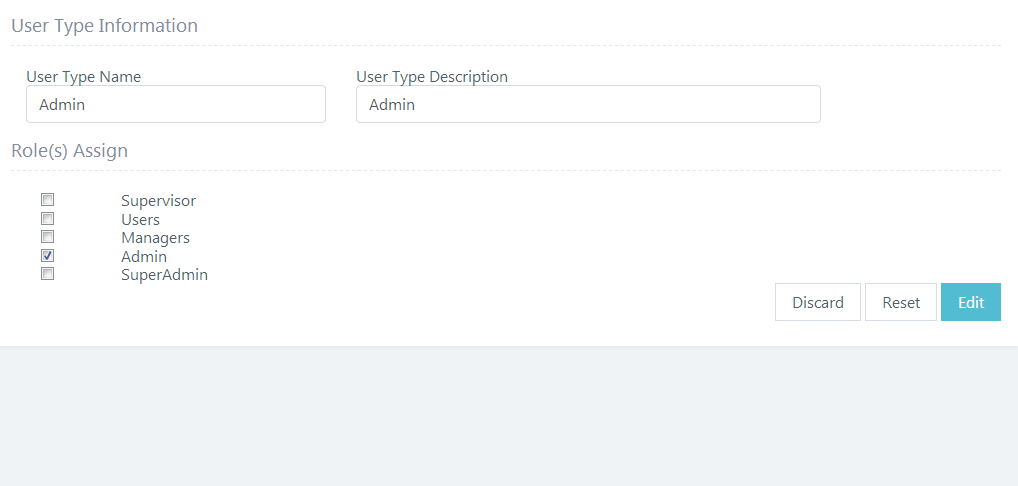 User Type Information
User Type Name User Type Description
Admin Admin
Role(s) Assign
Supervisor
Users
Managers
Admin
SuperAdmin
Discard Reset Edit